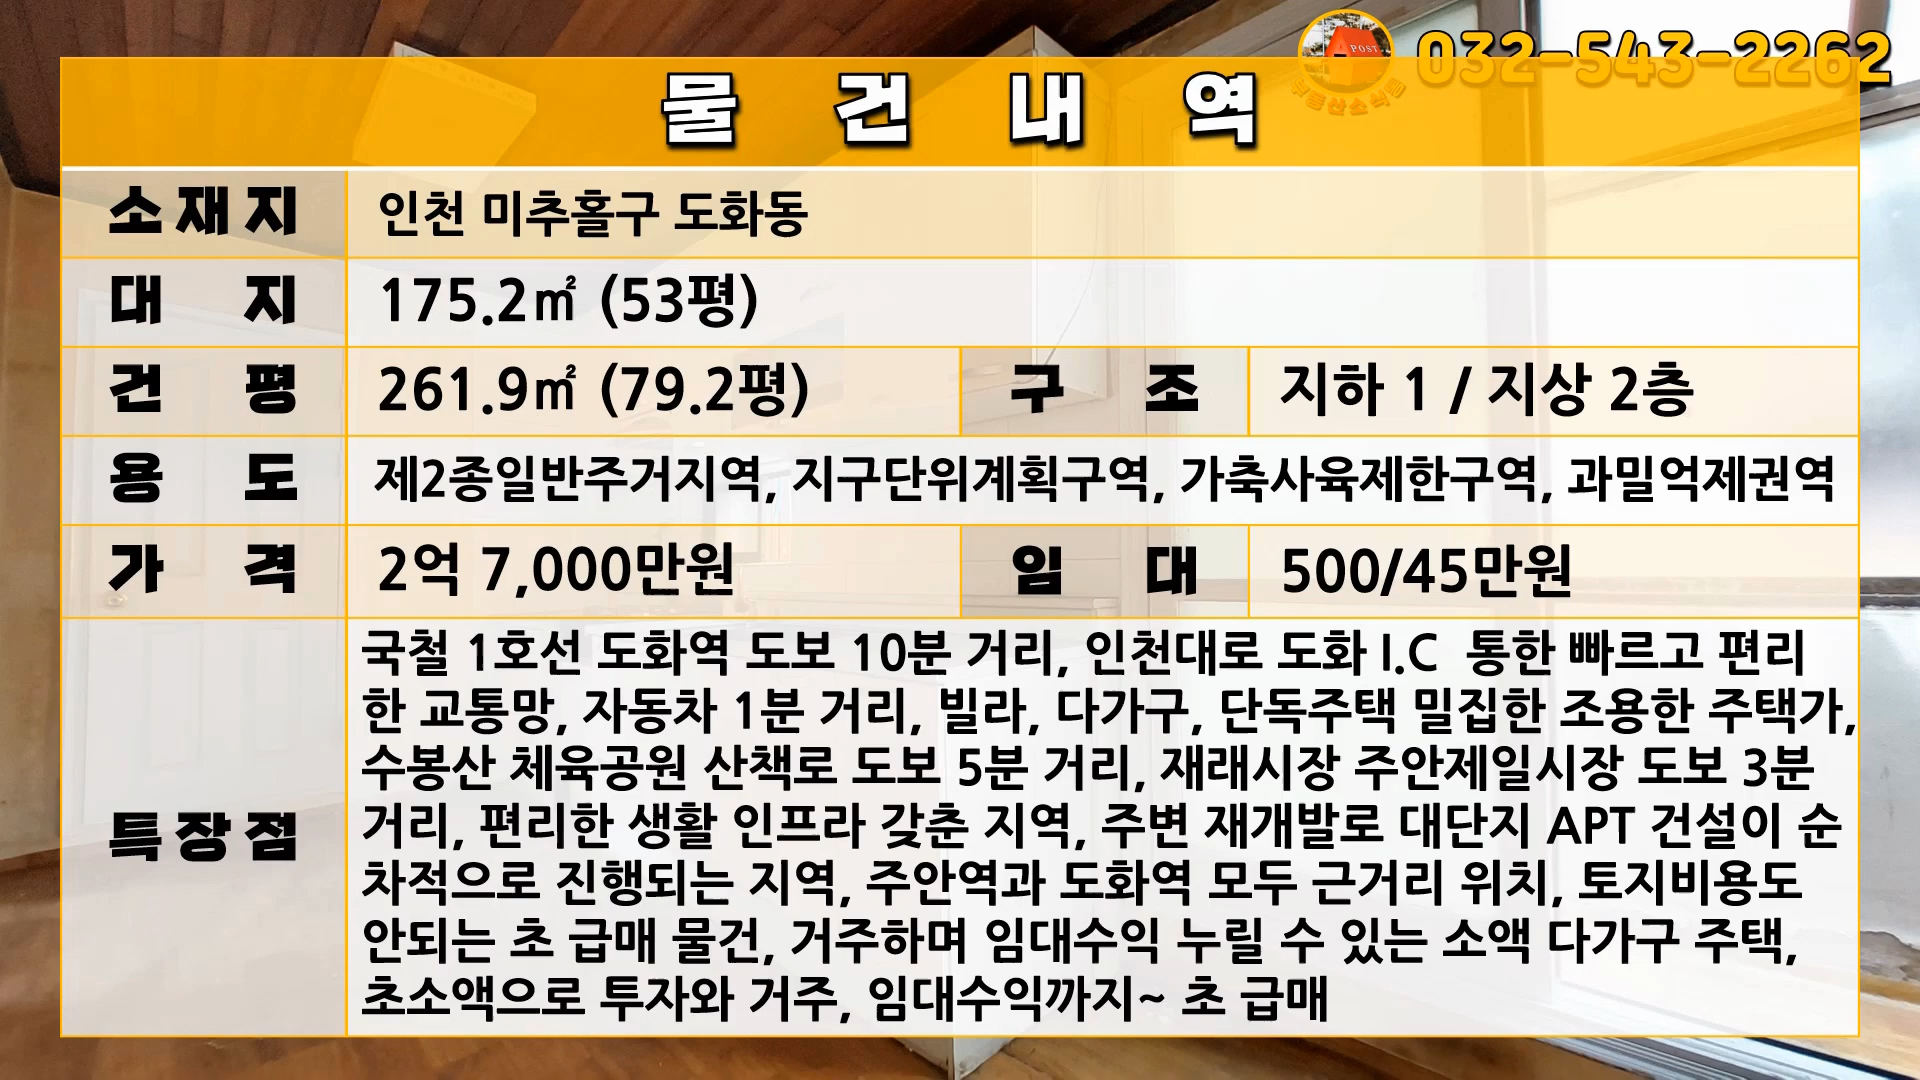 POST
부동산소식통
032-543-2262
물건내역
소재지 인천 미추홀구 도화동
대지 175.2㎡ (53평)
건평 261.9㎡ (79.2평) 구조 지하 1 / 지상 2층
용도 제2종일반주거지역, 지구단위계획구역, 가축사육제한구역, 과밀억제권역
가격 2억 7,000만원 임대 500/45만원
특장점
국철 1호선 도화역 도보 10분 거리, 인천대로 도화 I.C 통한 빠르고 편리
한 교통망, 자동차 1분 거리, 빌라, 다가구, 단독주택 밀집한 조용한 주택가,
수봉산 체육공원 산책로 도보 5분 거리, 재래시장 주안제일시장 도보 3분
거리, 편리한 생활 인프라 갖춘 지역, 주변 재개발로 대단지 APT 건설이 순
차적으로 진행되는 지역, 주안역과 도화역 모두 근거리 위치, 토지비용도
안되는 초 급매 물건, 거주하며 임대수익 누릴 수 있는 소액 다가구 주택,
초소액으로 투자와 거주, 임대수익까지~ 초 급매